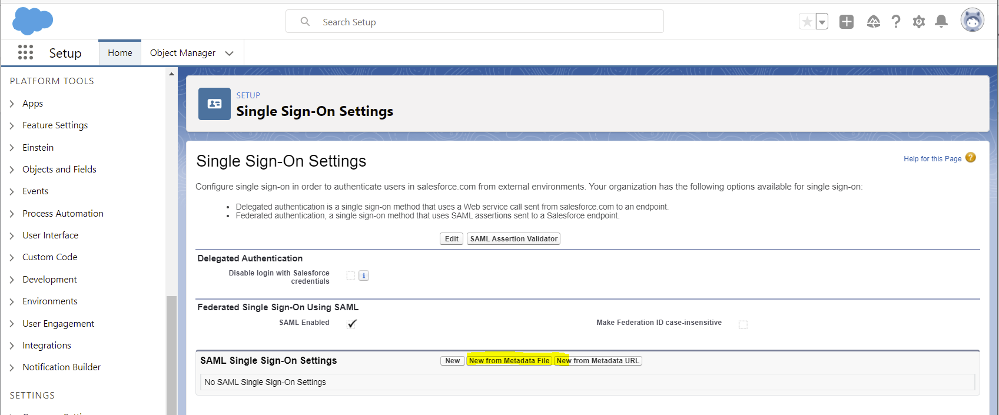 Search Setup
Setup
Home
Object Manager
PLATFORM TOOLS
Apps
Feature Settings
Einstein
Objects and Fields
Events
Process Automation
User Interface
Custom Code
Development
Environments
User Engagement
Integrations
Notification Builder
SETTINGS
SETUP
Single Sign-On Settings
Single Sign-On Settings
Help for this Page ?
Configure single sign-on in order to authenticate users in salesforce.com from external environments. Your organization has the following options available for single sign-on:
• Delegated authentication is a single sign-on method that uses a Web service call sent from salesforce.com to an endpoint.
• Federated authentication, a single sign-on method that uses SAML assertions sent to a Salesforce endpoint.
Edit SAML Assertion Validator
Delegated Authentication
Disable login with Salesforce
credentials
i
Federated Single Sign-On Using SAML
SAML Enabled
Make Federation ID case-insensitive
SAML Single Sign-On Settings
New New from Metadata File New from Metadata URL
No SAML Single Sign-On Settings